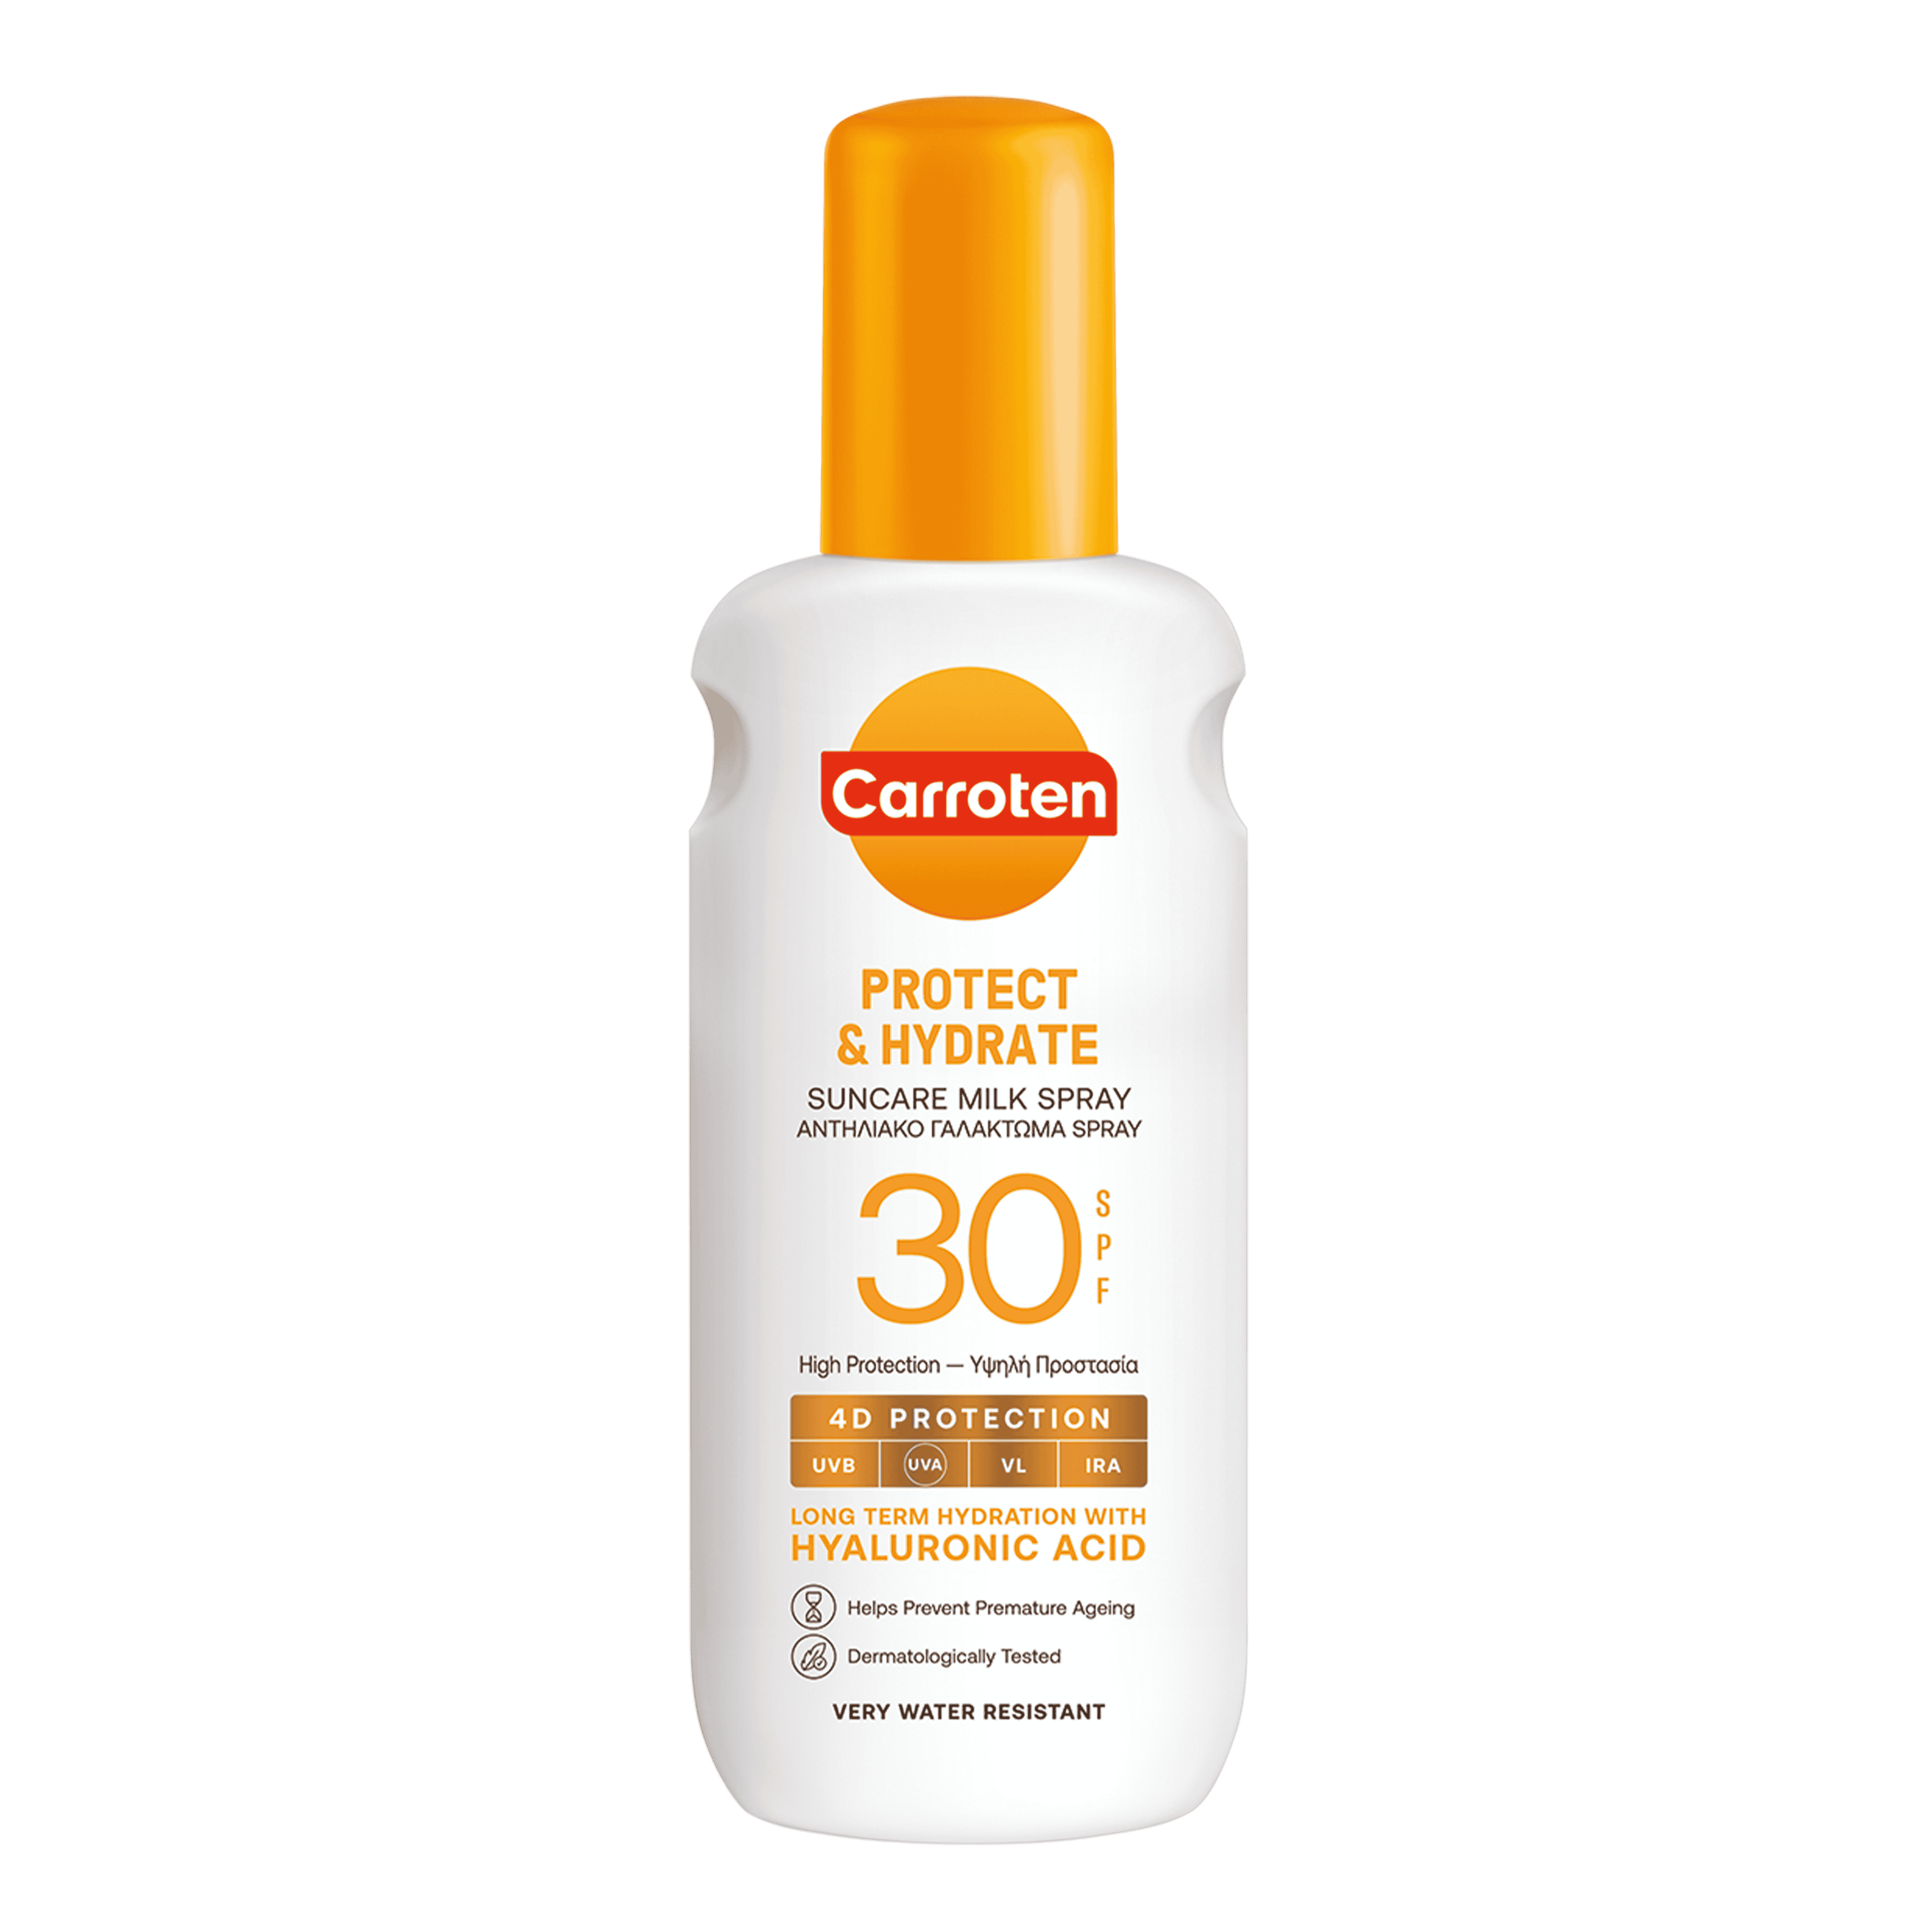 Carroten
PROTECT
& HYDRATE
SUNCARE MILK SPRAY
ΑΝΤΗΛΙΑΚΟ ΓΑΛΑΚΤΩΜΑ SPRAY
30 SPF
High Protection — Υψηλή Προστασία
4D PROTECTION
UVB UVA VL IRA
LONG TERM HYDRATION WITH
HYALURONIC ACID
Helps Prevent Premature Ageing
Dermatologically Tested
VERY WATER RESISTANT